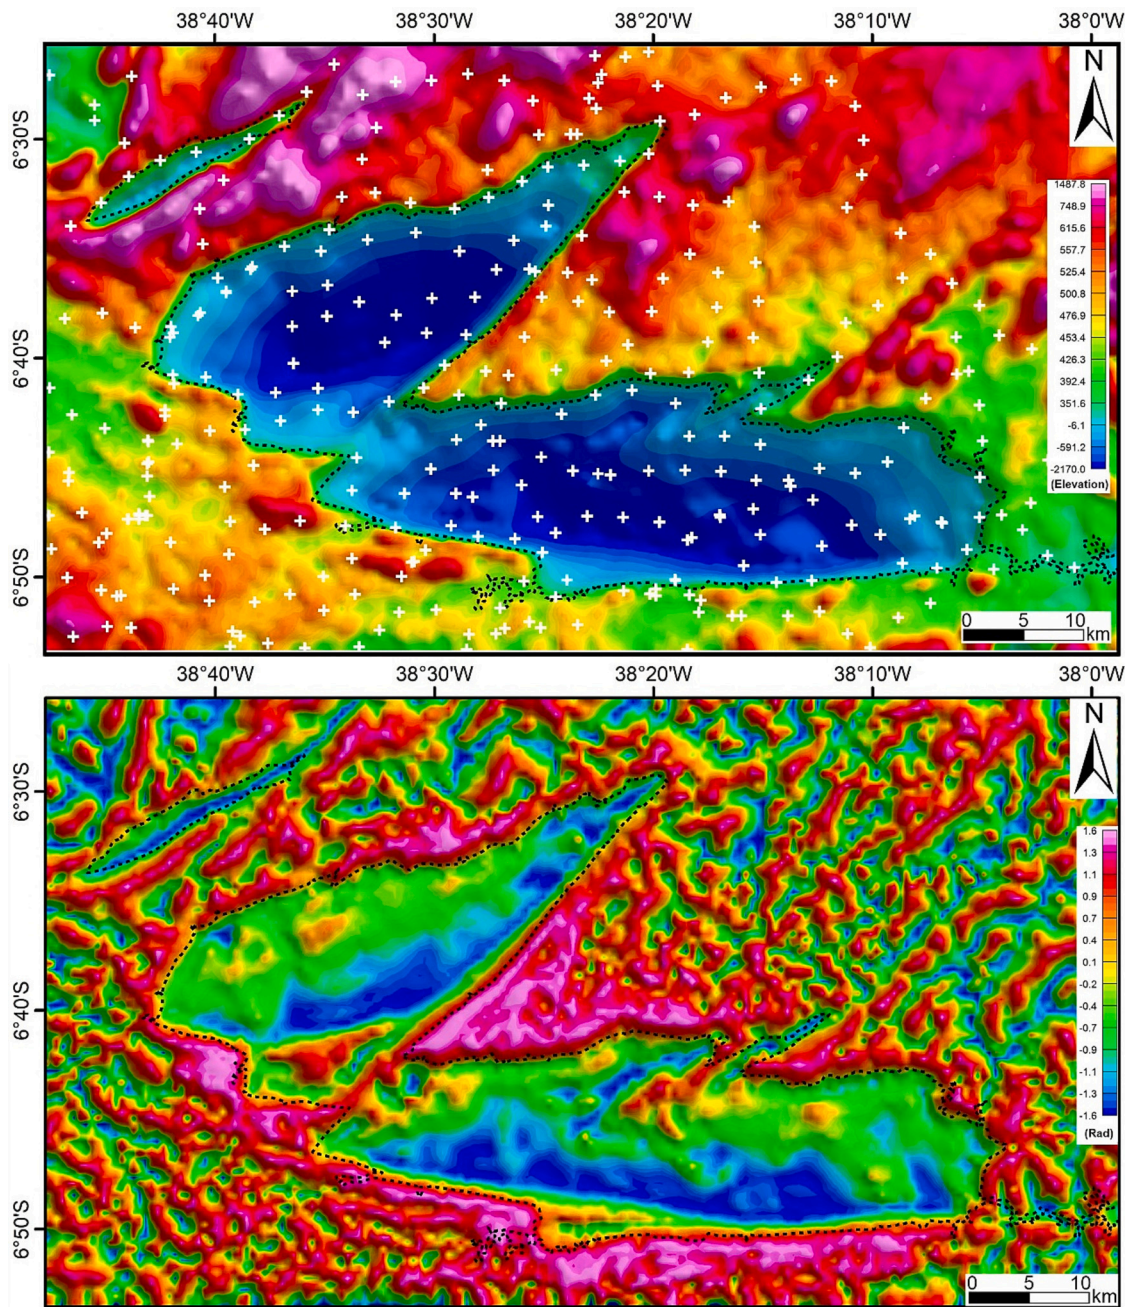 38°40'W 38°30'W 38°20'W 38°10'W 38°0'W
N
6°30'S
1487.8
748.9
615.6
557.7
525.4
500.8
476.9
453.4
426.3
392.4
351.6
-6.1
-591.2
-2170.0
(Elevation)
6°40'S
6°50'S
0 5 10
km
38°40'W 38°30'W 38°20'W 38°10'W 38°0'W
N
6°30'S
1.6
1.3
1.1
0.9
0.7
0.4
0.1
-0.2
-0.4
-0.7
-0.9
-1.1
-1.3
-1.6
(Rad)
6°40'S
6°50'S
0 5 10
km